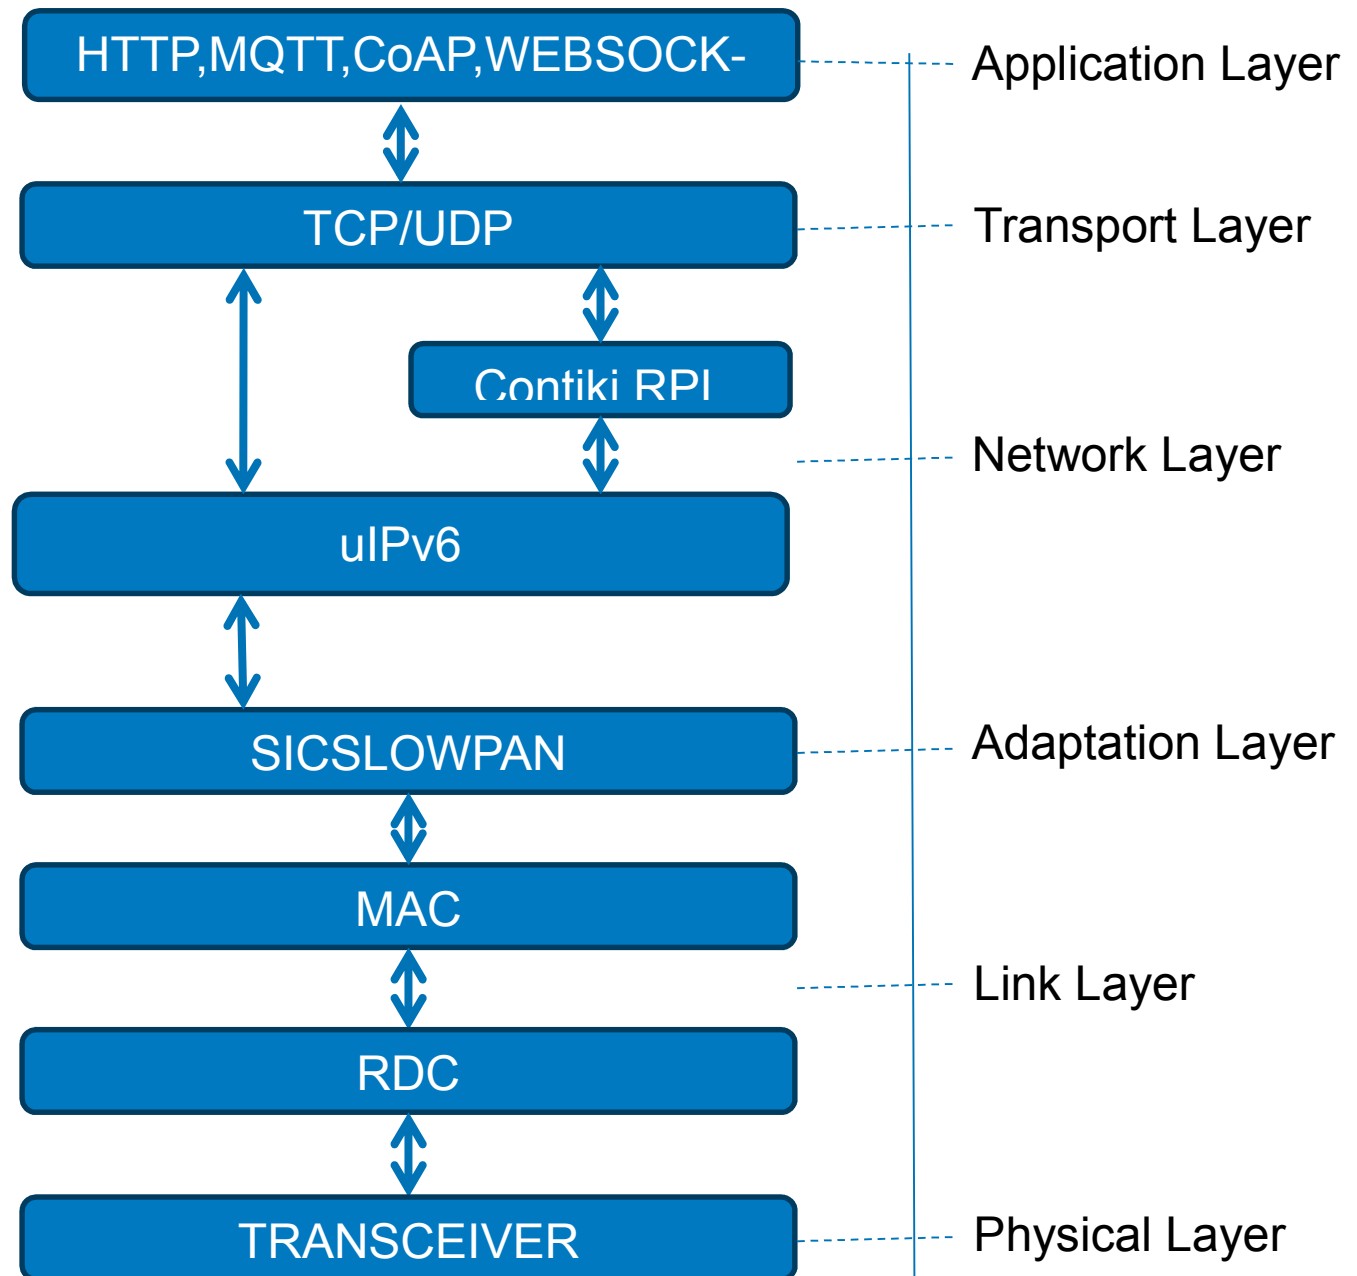 HTTP,MQTT,CoAP,WEBSOCK-
Application Layer
TCP/UDP
Transport Layer
Contiki RPI
Network Layer
uIPv6
SICSLOWPAN
Adaptation Layer
MAC
Link Layer
RDC
TRANSCEIVER
Physical Layer